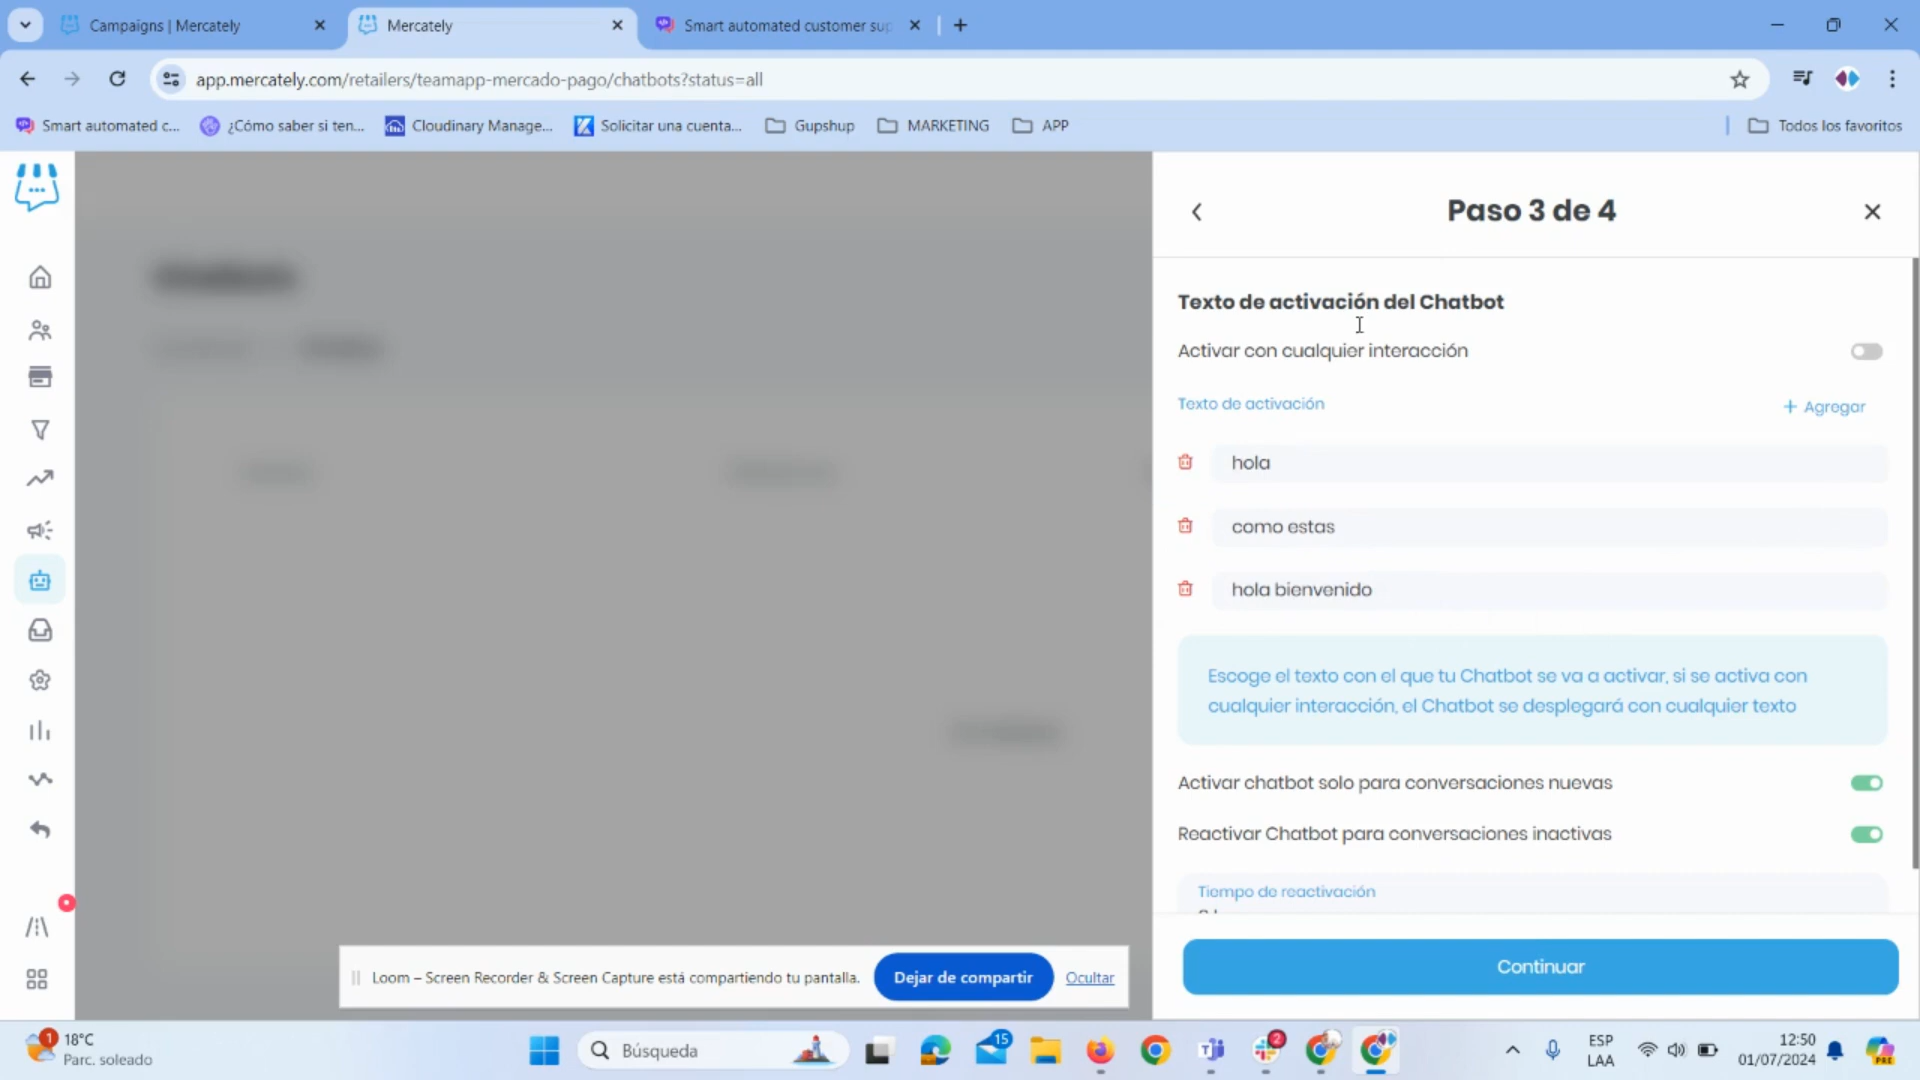 Campaigns | Mercately
Mercately
Smart automated customer sup
app.mercately.com/retailers/teamapp-mercado-pago/chatbots?status=all
Smart automated c...
¿Cómo saber si ten...
Cloudinary Manage...
Solicitar una cuenta...
Gupshup
MARKETING
APP
Todos los favoritos
Paso 3 de 4
Texto de activación del Chatbot
Activar con cualquier interacción
Texto de activación
+ Agregar
hola
como estas
hola bienvenido
Escoge el texto con el que tu Chatbot se va a activar, si se activa con
cualquier interacción, el Chatbot se desplegará con cualquier texto
Activar chatbot solo para conversaciones nuevas
Reactivar Chatbot para conversaciones inactivas
Tiempo de reactivación
Continuar
Loom – Screen Recorder & Screen Capture está compartiendo tu pantalla.
Dejar de compartir
Ocultar
1
18°C
Parc. soleado
Búsqueda
15
2
ESP
LAA
12:50
01/07/2024
PRE